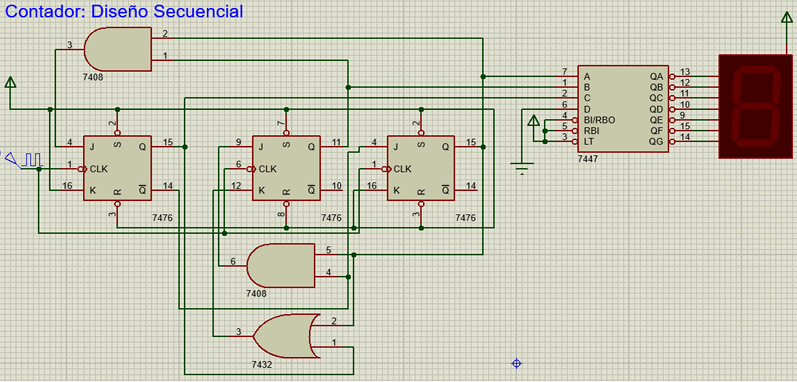 Contador: Diseño Secuencial
3 2 1
7408
7 A QA 13
1 B QB 12
2 C QC 11
6 D QD 10
4 BI/RBO QE 9
5 RBI QF 15
3 LT QG 14
7447
2 7 2
S S S
4 J Q 15 9 J Q 11 4 J Q 15
1 CLK 6 CLK 1 CLK
16 K Q 14 12 K Q 10 16 K Q 14
R R R
3 8 3
7476 7476 7476
6 5 4
7408
3 2 1
7432